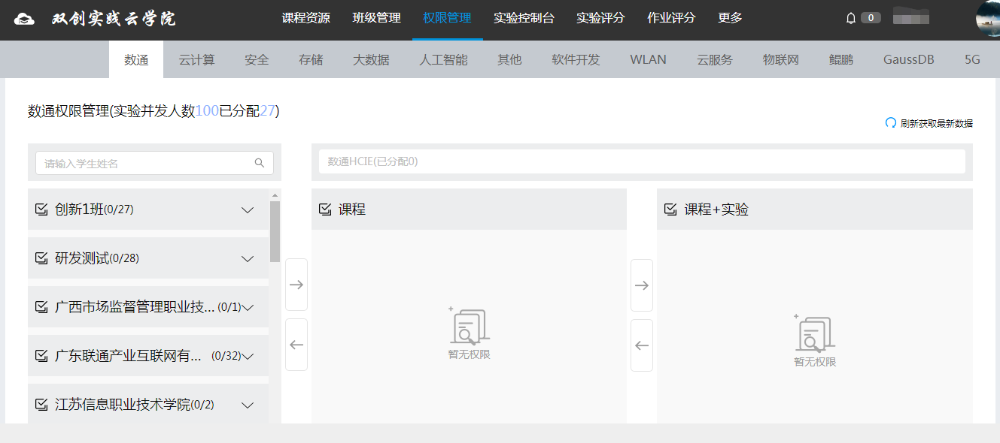 双创实践云学院 课程资源 班级管理 权限管理 实验控制台 实验评分 作业评分 更多 0
数通 云计算 安全 存储 大数据 人工智能 其他 软件开发 WLAN 云服务 物联网 鲲鹏 GaussDB 5G
数通权限管理(实验并发人数100已分配27)
刷新获取最新数据
请输入学生姓名
数通HCIE(已分配0)
创新1班(0/27)
课程
课程+实验
研发测试(0/28)
广西市场监督管理职业技... (0/1)
广东联通产业互联网有... (0/32)
江苏信息职业技术学院(0/2)
暂无权限
暂无权限